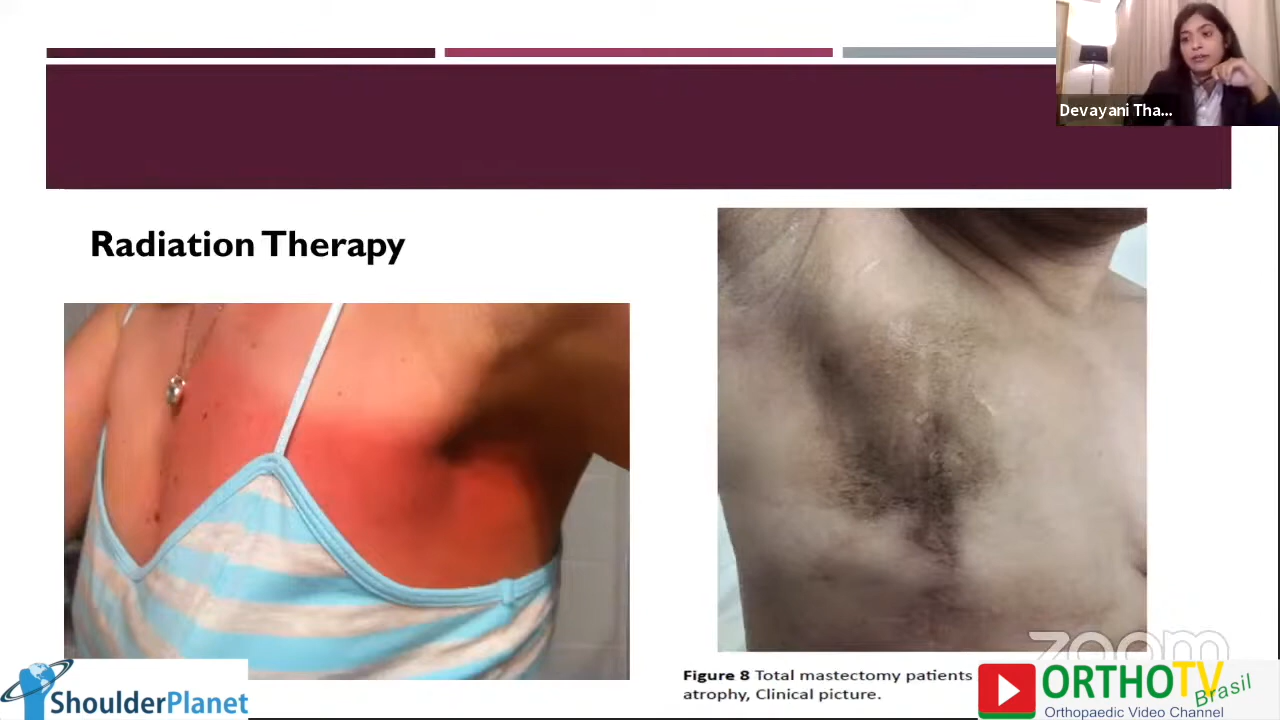 Devayani Tha...
Radiation Therapy
zoom
Figure 8 Total mastectomy patients
atrophy, Clinical picture.
ShoulderPlanet
ORTHOTV
Brasil
Orthopaedic Video Channel